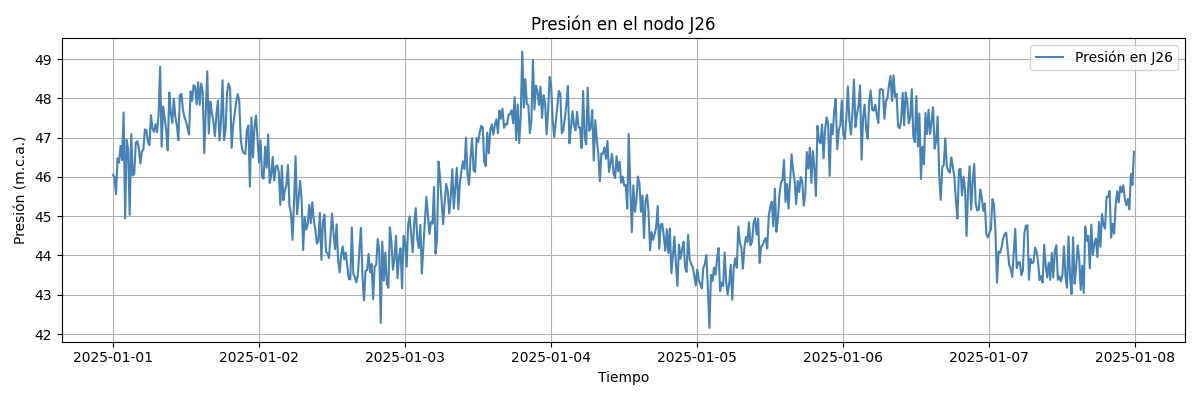 Presión en el nodo J26
Presión en J26
Presión (m.c.a.)
49
48
47
46
45
44
43
42
2025-01-01 2025-01-02 2025-01-03 2025-01-04 2025-01-05 2025-01-06 2025-01-07 2025-01-08
Tiempo